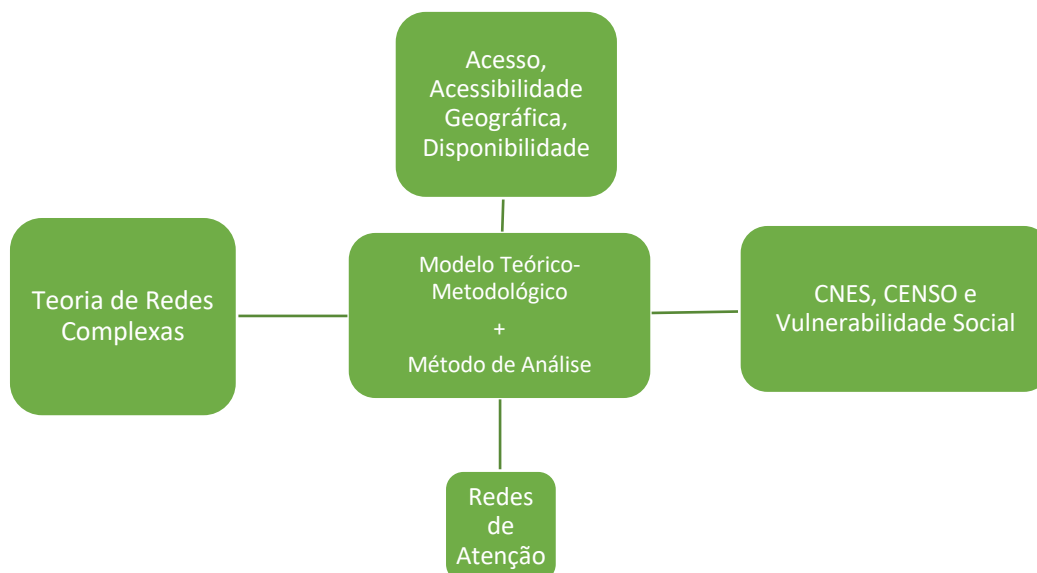 Acesso,
Acessibilidade
Geográfica,
Disponibilidade
Teoria de Redes
Complexas
Modelo Teórico-
Metodológico
+
Método de Análise
CNES, CENSO e
Vulnerabilidade Social
Redes
de
Atenção